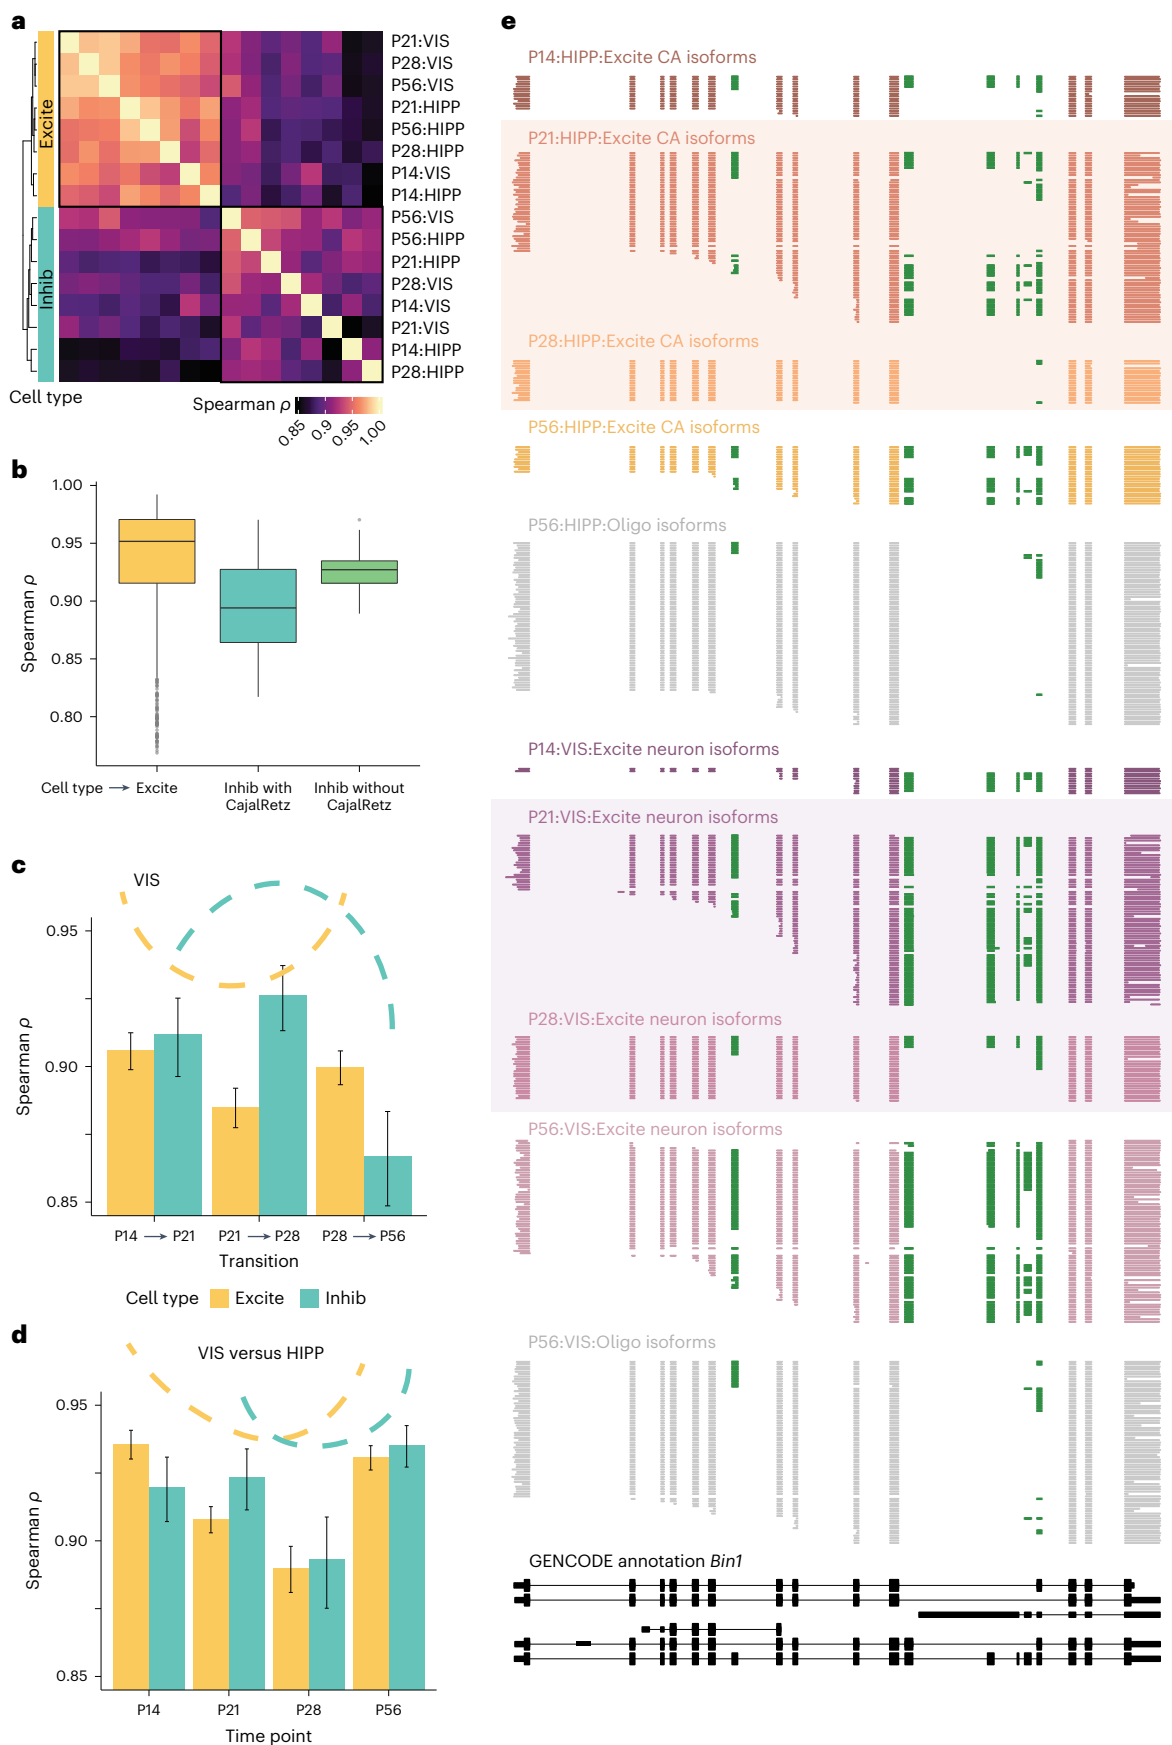 a
P21:VIS
P28:VIS
P56:VIS
P21:HIPP
P56:HIPP
P28:HIPP
P14:VIS
P14:HIPP
P56:VIS
P56:HIPP
P21:HIPP
P28:VIS
P14:VIS
P21:VIS
P14:HIPP
P28:HIPP
Excite
Inhib
Cell type
Spearman ρ
0.85
0.9
0.95
1.00
b
1.00
0.95
0.90
0.85
0.80
Spearman ρ
Cell type → Excite
Inhib with
CajalRetz
Inhib without
CajalRetz
c
VIS
0.95
0.90
0.85
Spearman ρ
P14 → P21
P21 → P28
P28 → P56
Transition
Cell type Excite Inhib
d
VIS versus HIPP
0.95
0.90
0.85
Spearman ρ
P14
P21
P28
P56
Time point
e
P14:HIPP:Excite CA isoforms
P21:HIPP:Excite CA isoforms
P28:HIPP:Excite CA isoforms
P56:HIPP:Excite CA isoforms
P56:HIPP:Oligo isoforms
P14:VIS:Excite neuron isoforms
P21:VIS:Excite neuron isoforms
P28:VIS:Excite neuron isoforms
P56:VIS:Excite neuron isoforms
P56:VIS:Oligo isoforms
GENCODE annotation Bin1